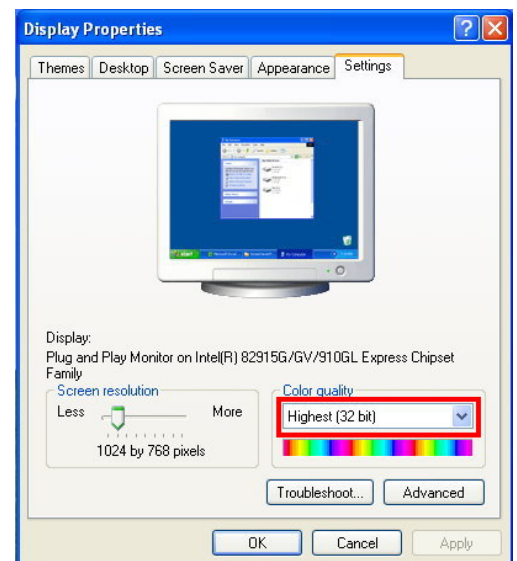 Display Properties
Themes Desktop Screen Saver Appearance Settings
Display:
Plug and Play Monitor on Intel(R) 82915G/GV/910GL Express Chipset
Family
Screen resolution
Less More
1024 by 768 pixels
Color quality
Highest (32 bit)
Troubleshoot... Advanced
OK Cancel Apply